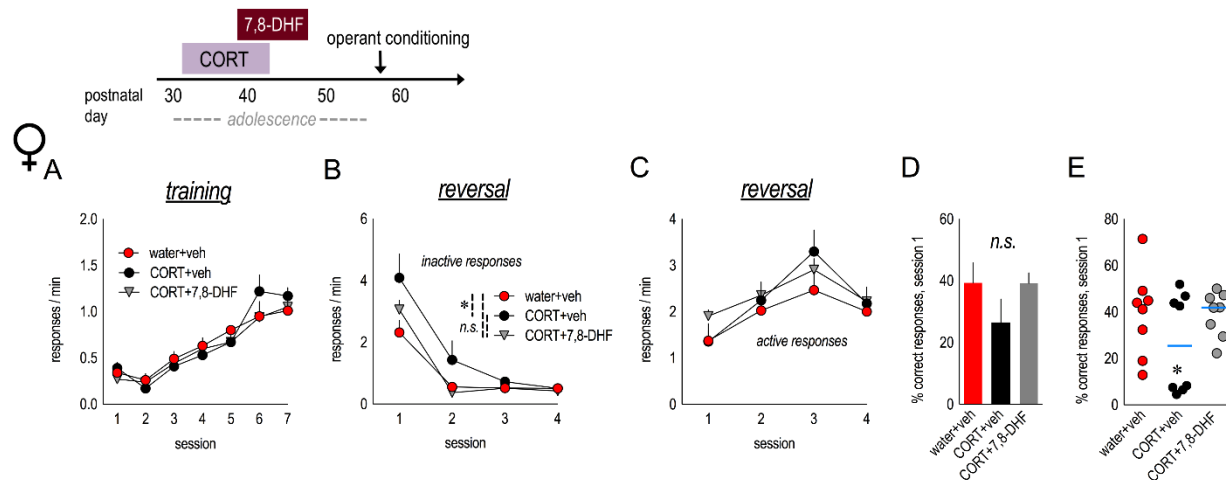 7,8-DHF
CORT
operant conditioning
postnatal day
30 40 50 60
adolescence
♀
A
training
2.0
1.5
1.0
0.5
0.0
responses / min
water+veh
CORT+veh
CORT+7,8-DHF
1 2 3 4 5 6 7
session
B
reversal
6
4
2
0
responses / min
inactive responses
*
n.s.
water+veh
CORT+veh
CORT+7,8-DHF
1 2 3 4
session
C
reversal
4
3
2
1
0
responses / min
active responses
1 2 3 4
session
D
60
40
20
0
% correct responses, session 1
n.s.
water+veh
CORT+veh
CORT+7,8-DHF
E
80
60
40
20
0
% correct responses, session 1
*
water+veh
CORT+veh
CORT+7,8-DHF